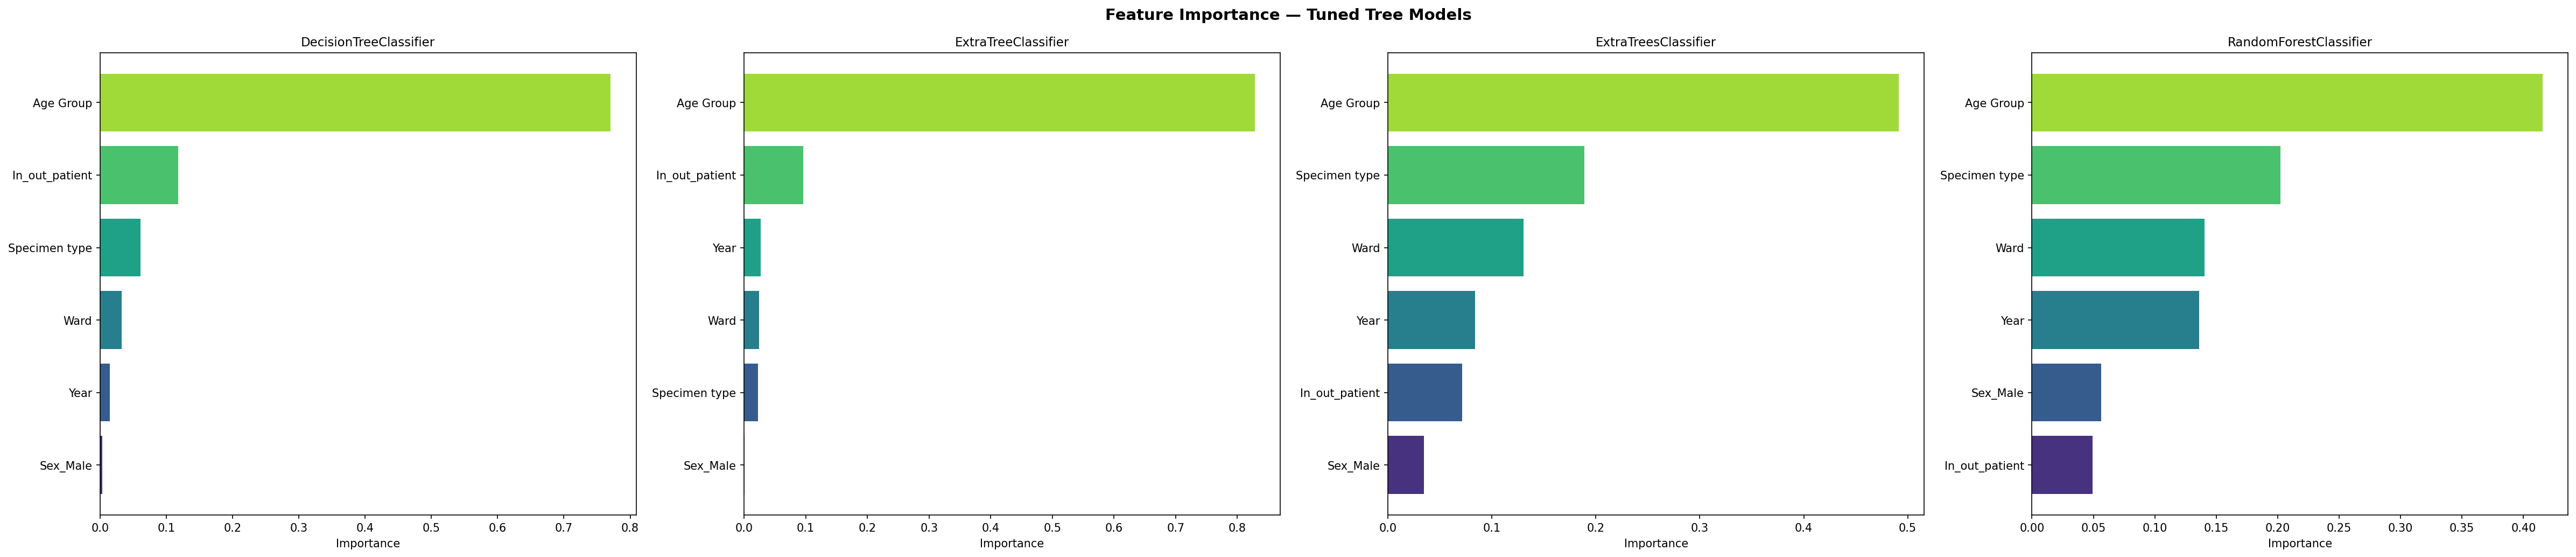 Feature Importance — Tuned Tree Models
DecisionTreeClassifier
Age Group
In_out_patient
Specimen type
Ward
Year
Sex_Male
0.0 0.1 0.2 0.3 0.4 0.5 0.6 0.7 0.8
Importance
ExtraTreeClassifier
Age Group
In_out_patient
Year
Ward
Specimen type
Sex_Male
0.0 0.1 0.2 0.3 0.4 0.5 0.6 0.7 0.8
Importance
ExtraTreesClassifier
Age Group
Specimen type
Ward
Year
In_out_patient
Sex_Male
0.0 0.1 0.2 0.3 0.4 0.5
Importance
RandomForestClassifier
Age Group
Specimen type
Ward
Year
Sex_Male
In_out_patient
0.00 0.05 0.10 0.15 0.20 0.25 0.30 0.35 0.40
Importance